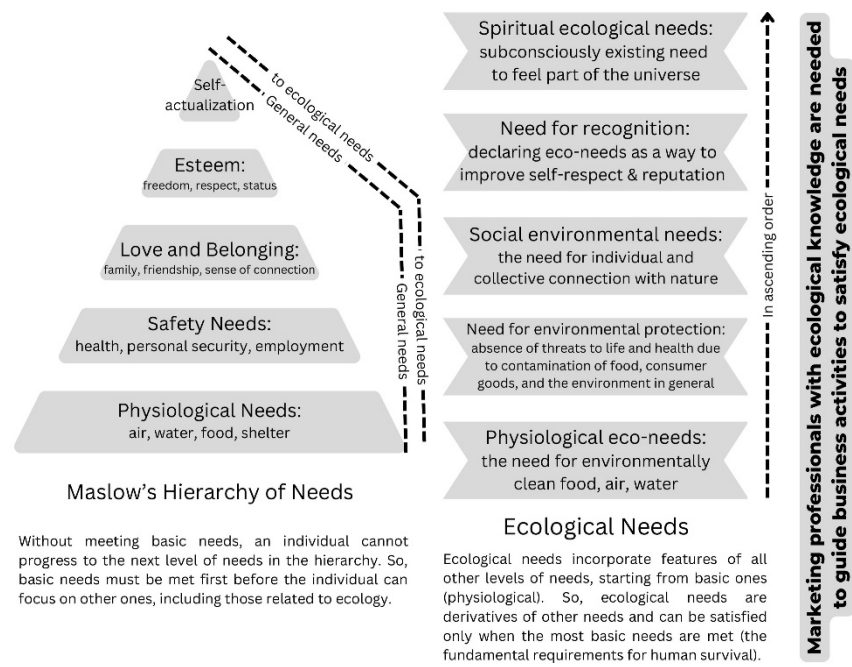 Self-
actualization
Esteem:
freedom, respect, status
Love and Belonging:
family, friendship, sense of connection
Safety Needs:
health, personal security, employment
Physiological Needs:
air, water, food, shelter
to ecological needs
General needs
to ecological needs
General needs
Maslow's Hierarchy of Needs
Without meeting basic needs, an individual cannot
progress to the next level of needs in the hierarchy. So,
basic needs must be met first before the individual can
focus on other ones, including those related to ecology.
Spiritual ecological needs:
subconsciously existing need
to feel part of the universe
Need for recognition:
declaring eco-needs as a way to
improve self-respect & reputation
Social environmental needs:
the need for individual and
collective connection with nature
Need for environmental protection:
absence of threats to life and health due
to contamination of food, consumer
goods, and the environment in general
Physiological eco-needs:
the need for environmentally
clean food, air, water
In ascending order
Ecological Needs
Ecological needs incorporate features of all
other levels of needs, starting from basic ones
(physiological). So, ecological needs are
derivatives of other needs and can be satisfied
only when the most basic needs are met (the
fundamental requirements for human survival).
Marketing professionals with ecological knowledge are needed
to guide business activities to satisfy ecological needs